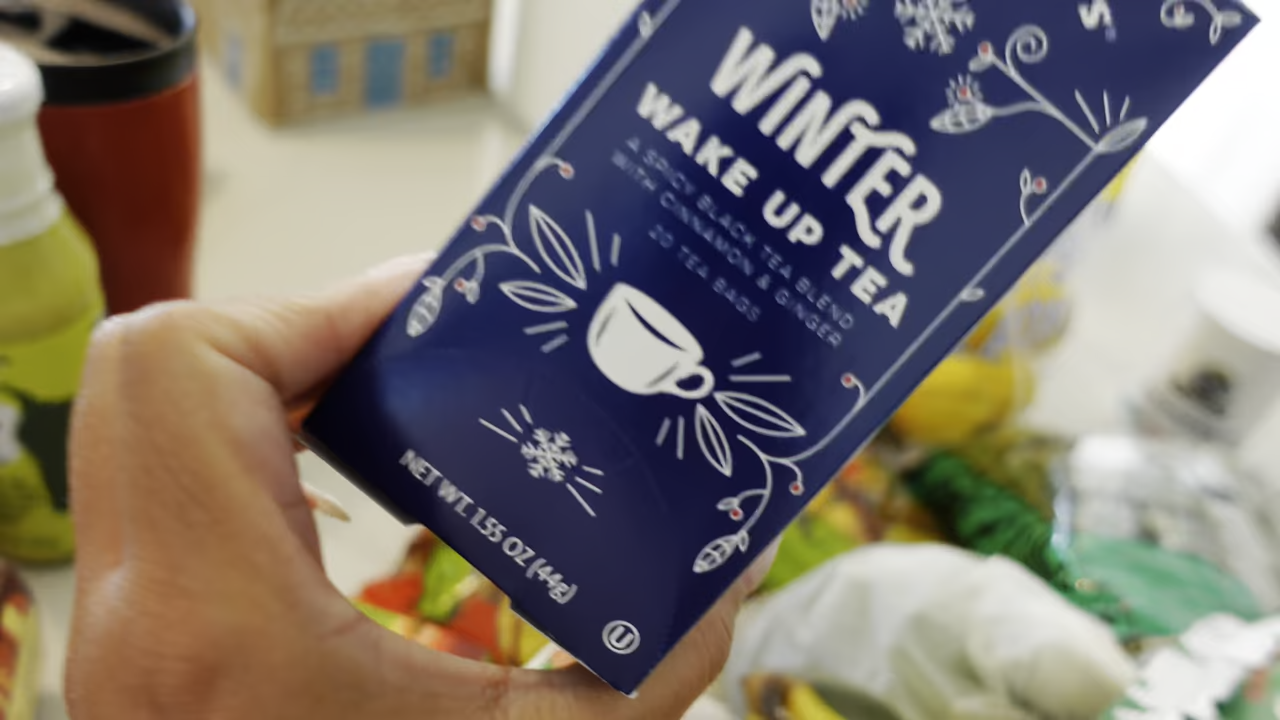 WINTER
WAKE UP TEA
A SPICY BLACK TEA BLEND
WITH CINNAMON & GINGER
20 TEA BAGS
NET WT. 1.55 OZ (44g)
U